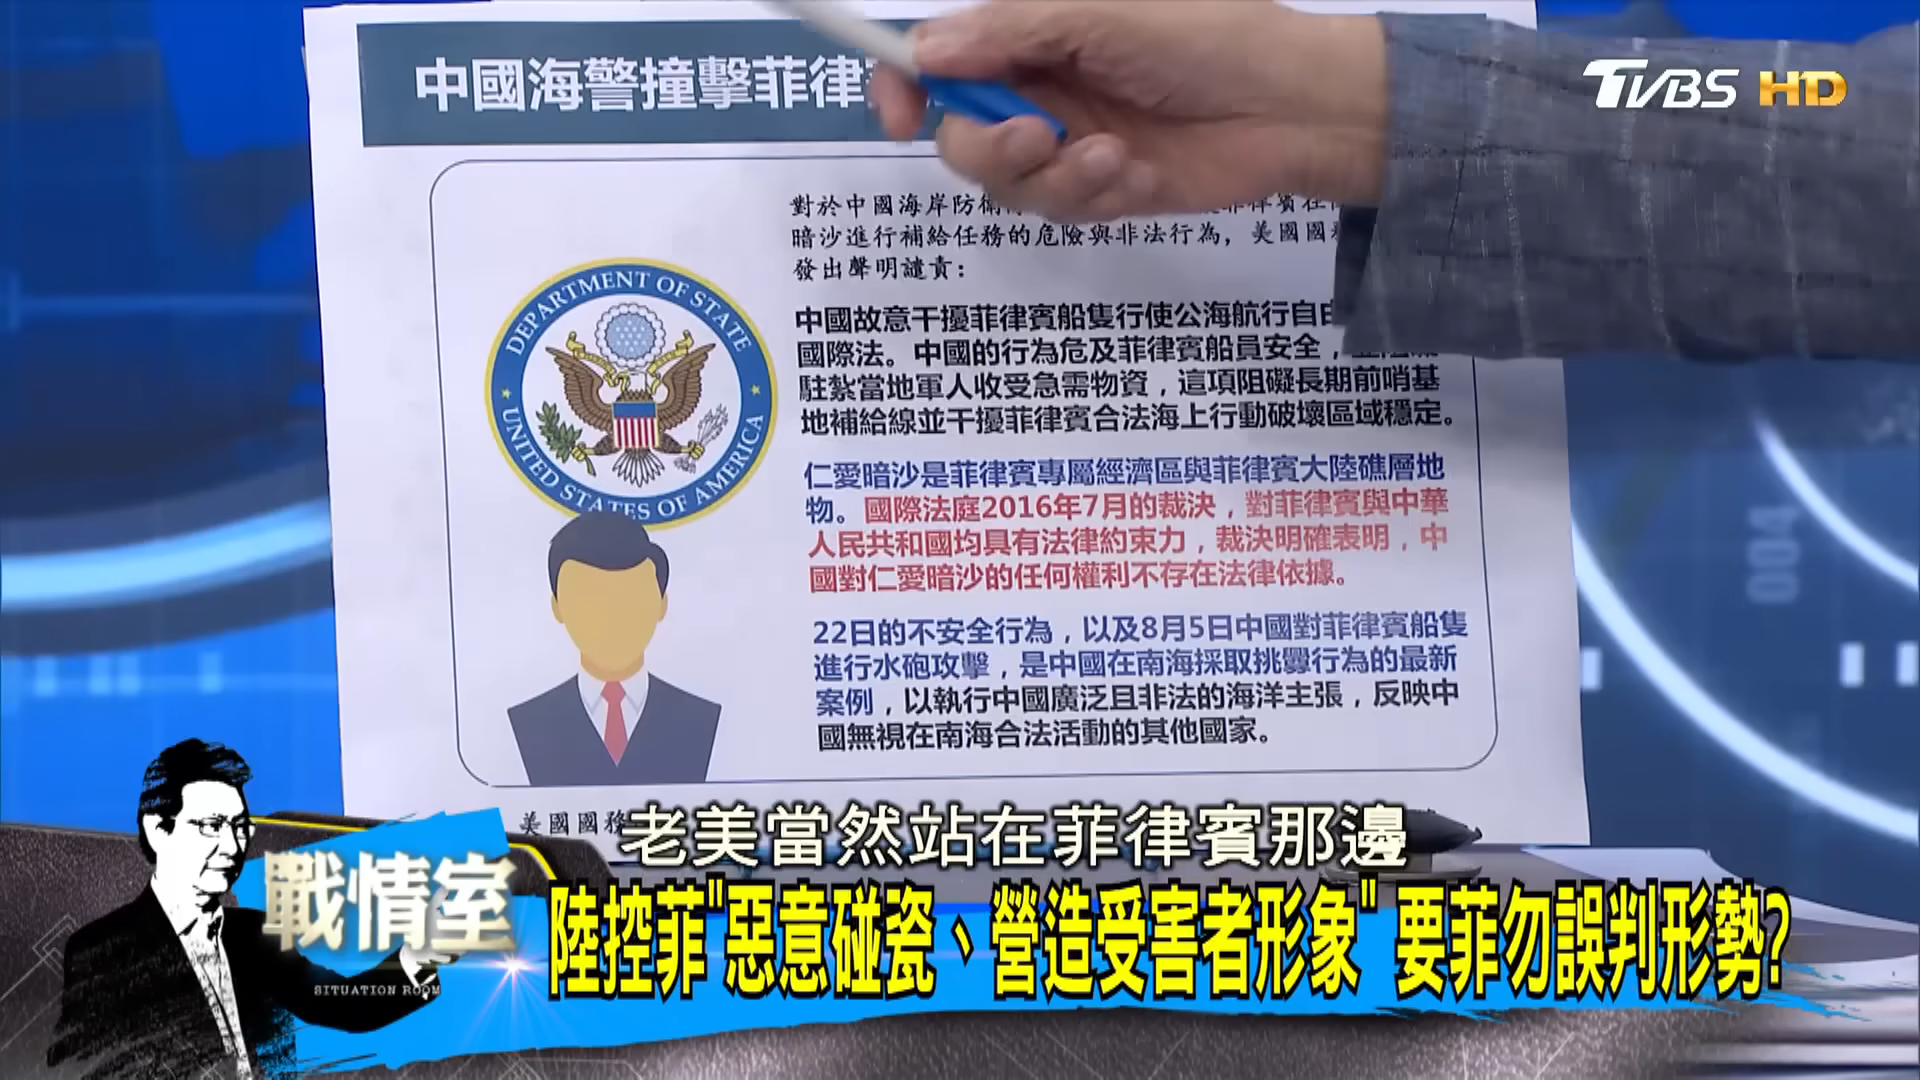 中國海警撞擊菲律
TVBS HD
對於中國海岸防衛
菲律賓在
暗沙進行補給任務的危險與非法行為，美國國務
發出聲明譴責：
中國故意干擾菲律賓船隻行使公海航行自由
國際法。中國的行為危及菲律賓船員安全，並阻礙
駐紮當地軍人收受急需物資，這項阻礙長期前哨基
地補給線並干擾菲律賓合法海上行動破壞區域穩定。
仁愛暗沙是菲律賓專屬經濟區與菲律賓大陸礁層地
物。國際法庭2016年7月的裁決，對菲律賓與中華
人民共和國均具有法律約束力，裁決明確表明，中
國對仁愛暗沙的任何權利不存在法律依據。
22日的不安全行為，以及8月5日中國對菲律賓船隻
進行水砲攻擊，是中國在南海採取挑釁行為的最新
案例，以執行中國廣泛且非法的海洋主張，反映中
國無視在南海合法活動的其他國家。
DEPARTMENT OF STATE
UNITED STATES OF AMERICA
美國國務
老美當然站在菲律賓那邊
戰情室
SITUATION ROOM
陸控菲"惡意碰瓷、營造受害者形象" 要菲勿誤判形勢?
004